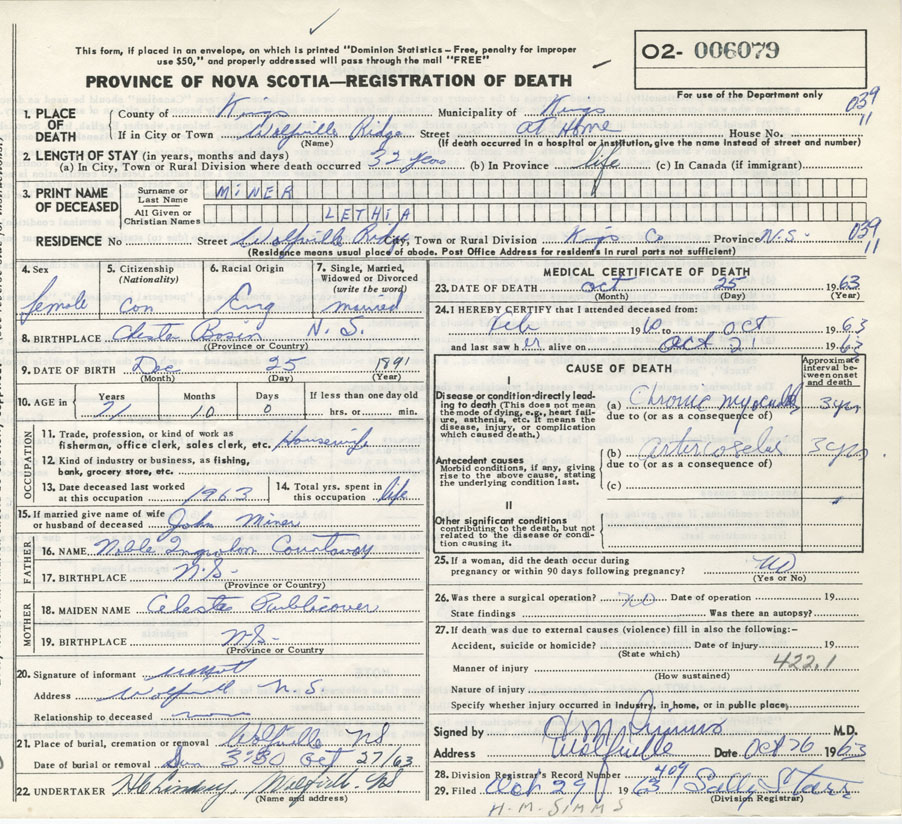 This form, if placed in an envelope, on which is printed "Dominion Statistics – Free, penalty for improper
use $50," and properly addressed will pass through the mail "FREE"
O2- 006079
PROVINCE OF NOVA SCOTIA—REGISTRATION OF DEATH
For use of the Department only
039
11
1. PLACE OF DEATH
County of Kings Municipality of Kings
If in City or Town Wolfville Ridge Street at Home House No.
(Name) (If death occurred in a hospital or institution, give the name instead of street and number)
2. LENGTH OF STAY (in years, months and days)
(a) In City, Town or Rural Division where death occurred 32 years (b) In Province life (c) In Canada (if immigrant)
3. PRINT NAME OF DECEASED
Surname or Last Name MINER
All Given or Christian Names LETHIA
RESIDENCE No Street Wolfville Ridge City, Town or Rural Division Kings Co Province N.S. 039
11
(Residence means usual place of abode. Post Office Address for residents in rural parts not sufficient)
4. Sex female
5. Citizenship (Nationality) Can
6. Racial Origin Eng
7. Single, Married, Widowed or Divorced (write the word) married
8. BIRTHPLACE Chester Basin N.S.
(Province or Country)
9. DATE OF BIRTH Dec 25 1891
(Month) (Day) (Year)
10. AGE in Years 71 Months 10 Days 0 If less than one day old hrs. or min.
OCCUPATION
11. Trade, profession, or kind of work as
fisherman, office clerk, sales clerk, etc. Housewife
12. Kind of industry or business, as fishing,
bank, grocery store, etc.
13. Date deceased last worked
at this occupation 1963
14. Total yrs. spent in
this occupation life
15. If married give name of wife
or husband of deceased John Miner
FATHER
16. NAME Noble
17. BIRTHPLACE N.S.
(Province or Country)
MOTHER
18. MAIDEN NAME Celeste Publicover
19. BIRTHPLACE N.S.
(Province or Country)
20. Signature of informant
Address Wolfville N.S.
Relationship to deceased
21. Place of burial, cremation or removal Wolfville NS
Date of burial or removal Sun 3:30 Oct 27/63
22. UNDERTAKER Wolfville NS
(Name and address)
MEDICAL CERTIFICATE OF DEATH
23. DATE OF DEATH Oct 25 1963
(Month) (Day) (Year)
24. I HEREBY CERTIFY that I attended deceased from:
Feb 19 60 to Oct 1963
and last saw her alive on Oct 21 1963
CAUSE OF DEATH
Approximate interval between onset and death
I
Disease or condition directly leading
to death (This does not mean
the mode of dying, e.g., heart failure,
asthenia, etc. It means the
disease, injury, or complication
which caused death.)
(a) Chronic 3 yrs
due to (or as a consequence of)
Antecedent causes
Morbid conditions, if any, giving
rise to the above cause, stating
the underlying condition last.
(b) 3 yrs
due to (or as a consequence of)
(c)
II
Other significant conditions
contributing to the death, but not
related to the disease or condition
causing it.
25. If a woman, did the death occur during
pregnancy or within 90 days following pregnancy? NO
(Yes or No)
26. Was there a surgical operation? NO Date of operation 19
State findings Was there an autopsy?
27. If death was due to external causes (violence) fill in also the following:–
Accident, suicide or homicide? Date of injury 19
(State which)
Manner of injury 422.1
(How sustained)
Nature of injury
Specify whether injury occurred in industry, in home, or in public place
Signed by H M Simms M.D.
Address Wolfville Date Oct 26 1963
28. Division Registrar's Record Number 409
29. Filed Oct 29 1963 Sally Starr
(Division Registrar)
H.M. SIMMS